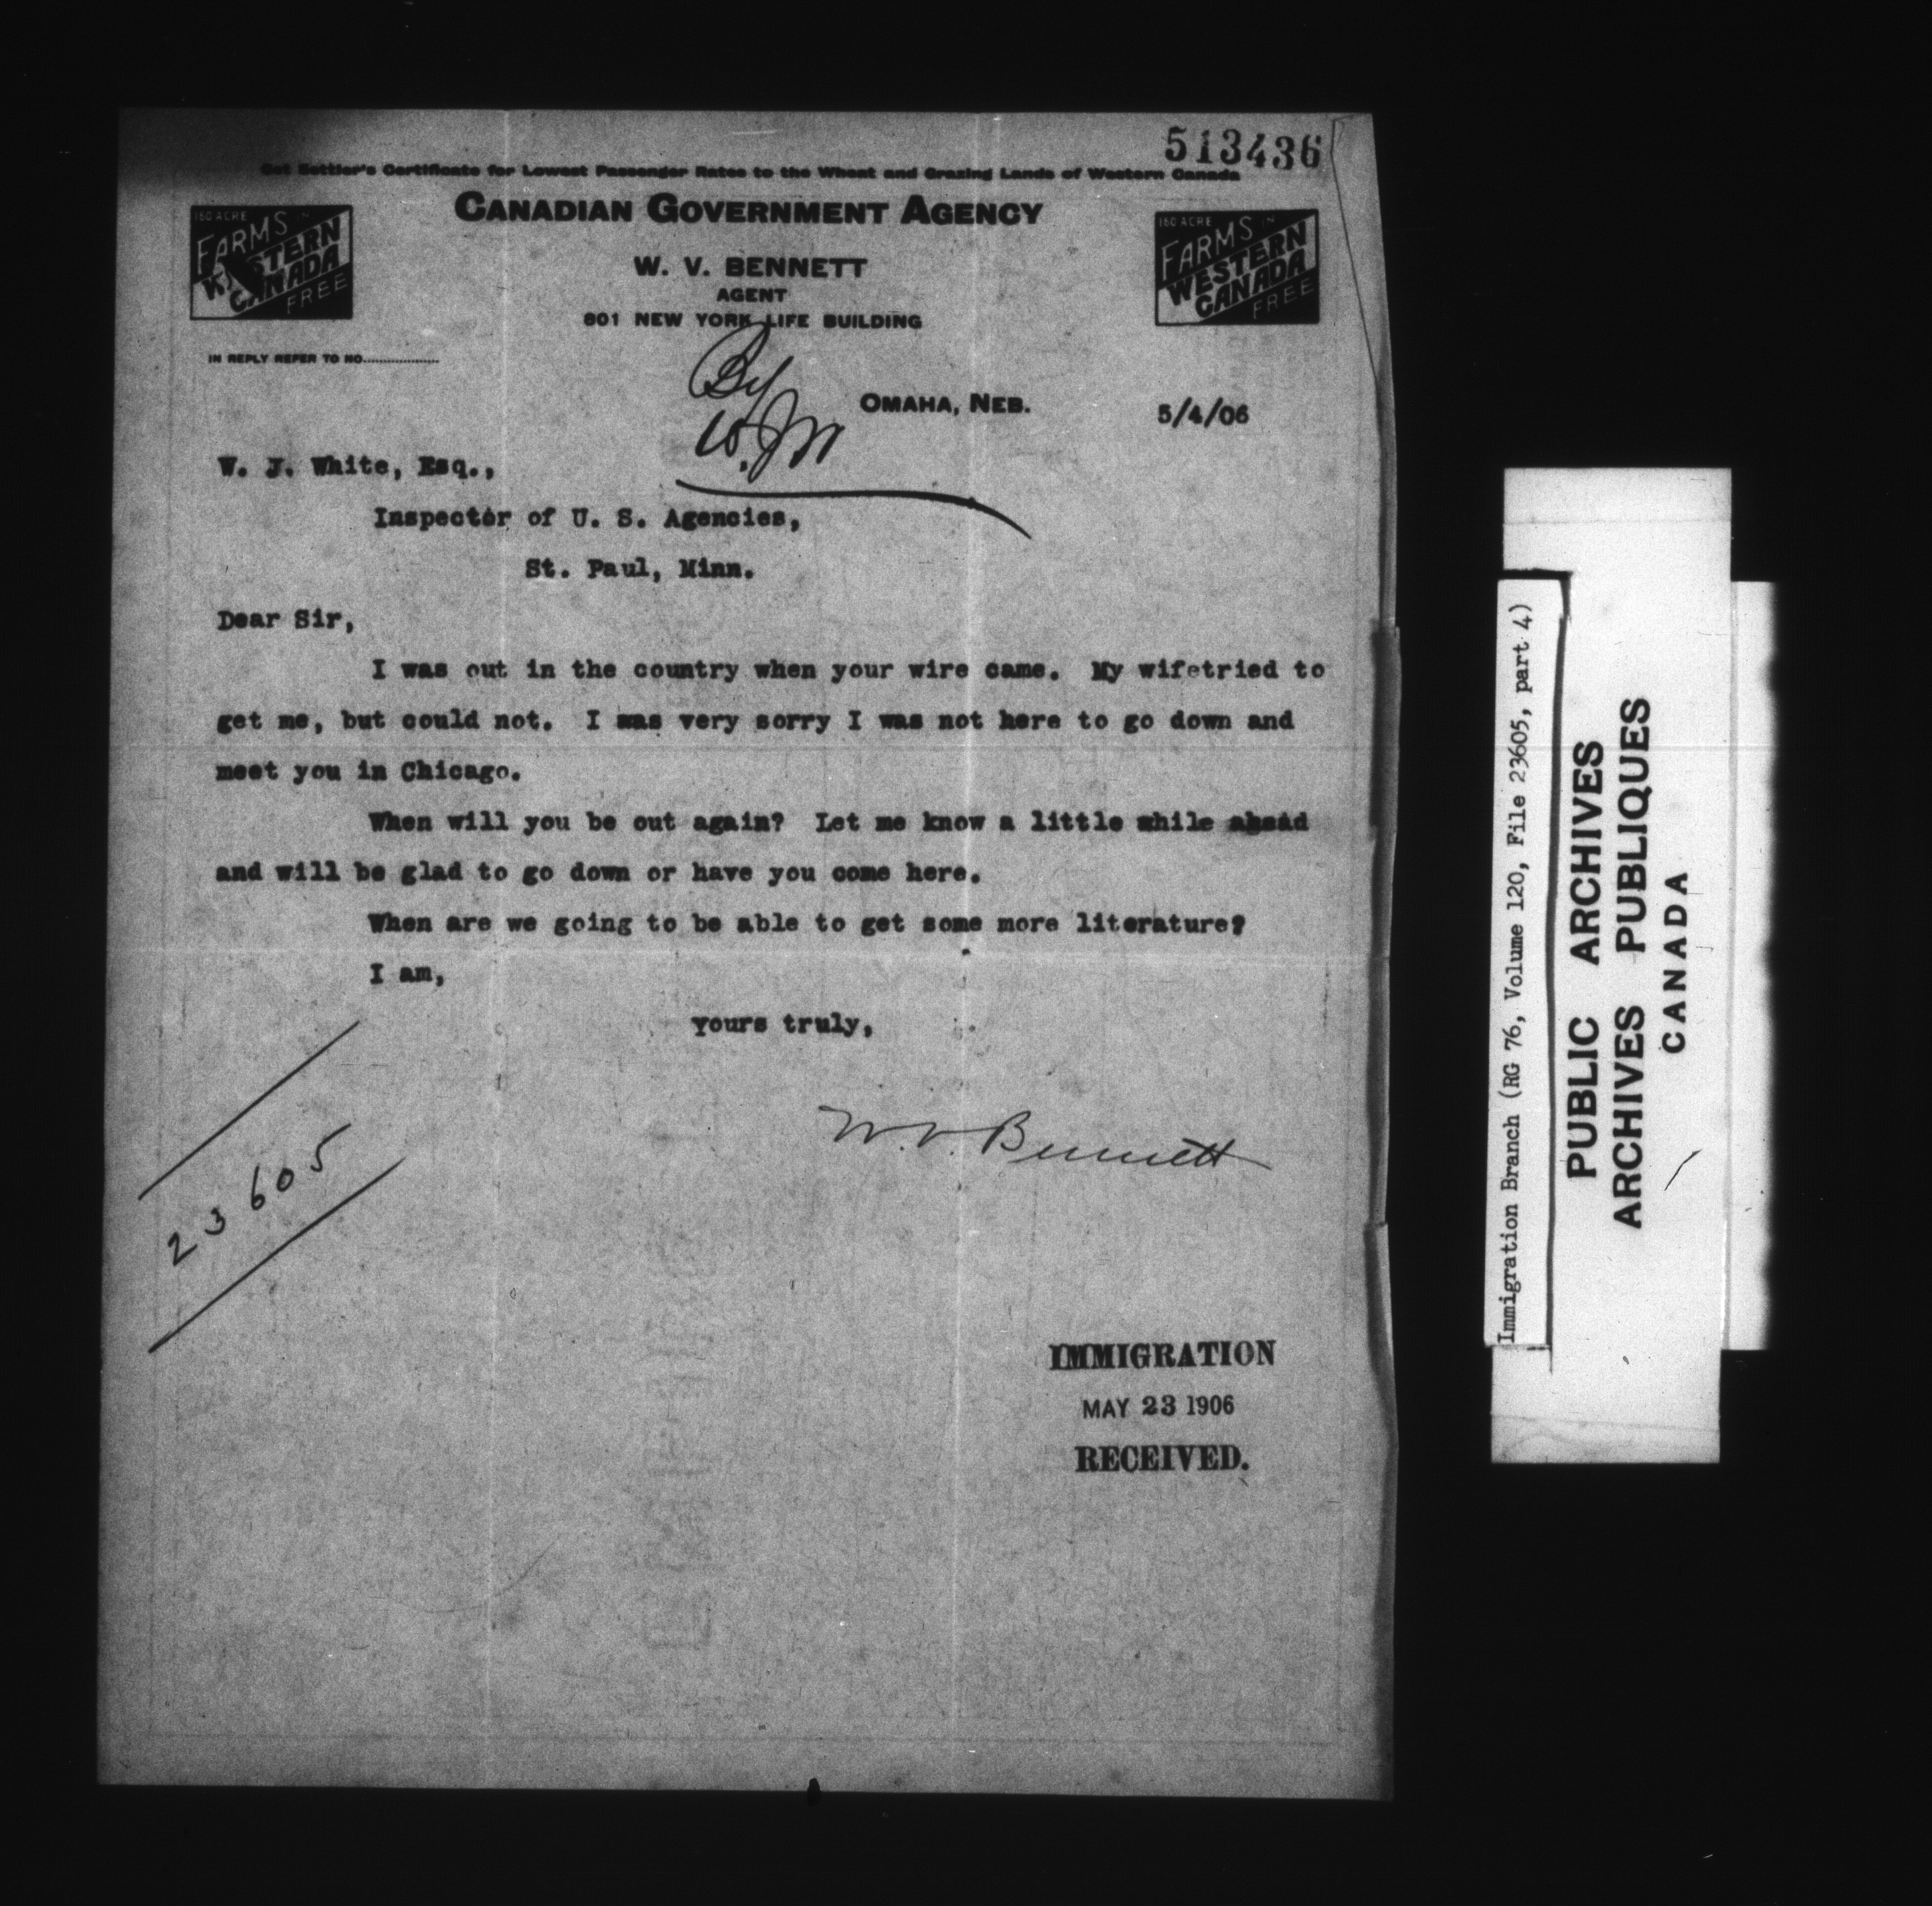 513436
Get Settler's Certificate for Lowest Passenger Rates to the Wheat and Grazing Lands of Western Canada
CANADIAN GOVERNMENT AGENCY
160 ACRE
FARMS IN
WESTERN
CANADA
FREE
160 ACRE
FARMS IN
WESTERN
CANADA
FREE
W. V. BENNETT
AGENT
801 NEW YORK LIFE BUILDING
IN REPLY REFER TO NO
OMAHA, NEB. 5/4/06
W. J. White, Esq.,
Inspector of U. S. Agencies,
St. Paul, Minn.
Dear Sir,
I was out in the country when your wire came. My wifetried to
get me, but could not. I was very sorry I was not here to go down and
meet you in Chicago.
When will you be out again? Let me know a little while ahead
and will be glad to go down or have you come here.
When are we going to be able to get some more literature?
I am,
Yours truly,
W. V. Bennett
23605
IMMIGRATION
MAY 23 1906
RECEIVED.
Immigration Branch (RG 76, Volume 120, File 23605, part 4)
PUBLIC ARCHIVES
ARCHIVES PUBLIQUES
CANADA